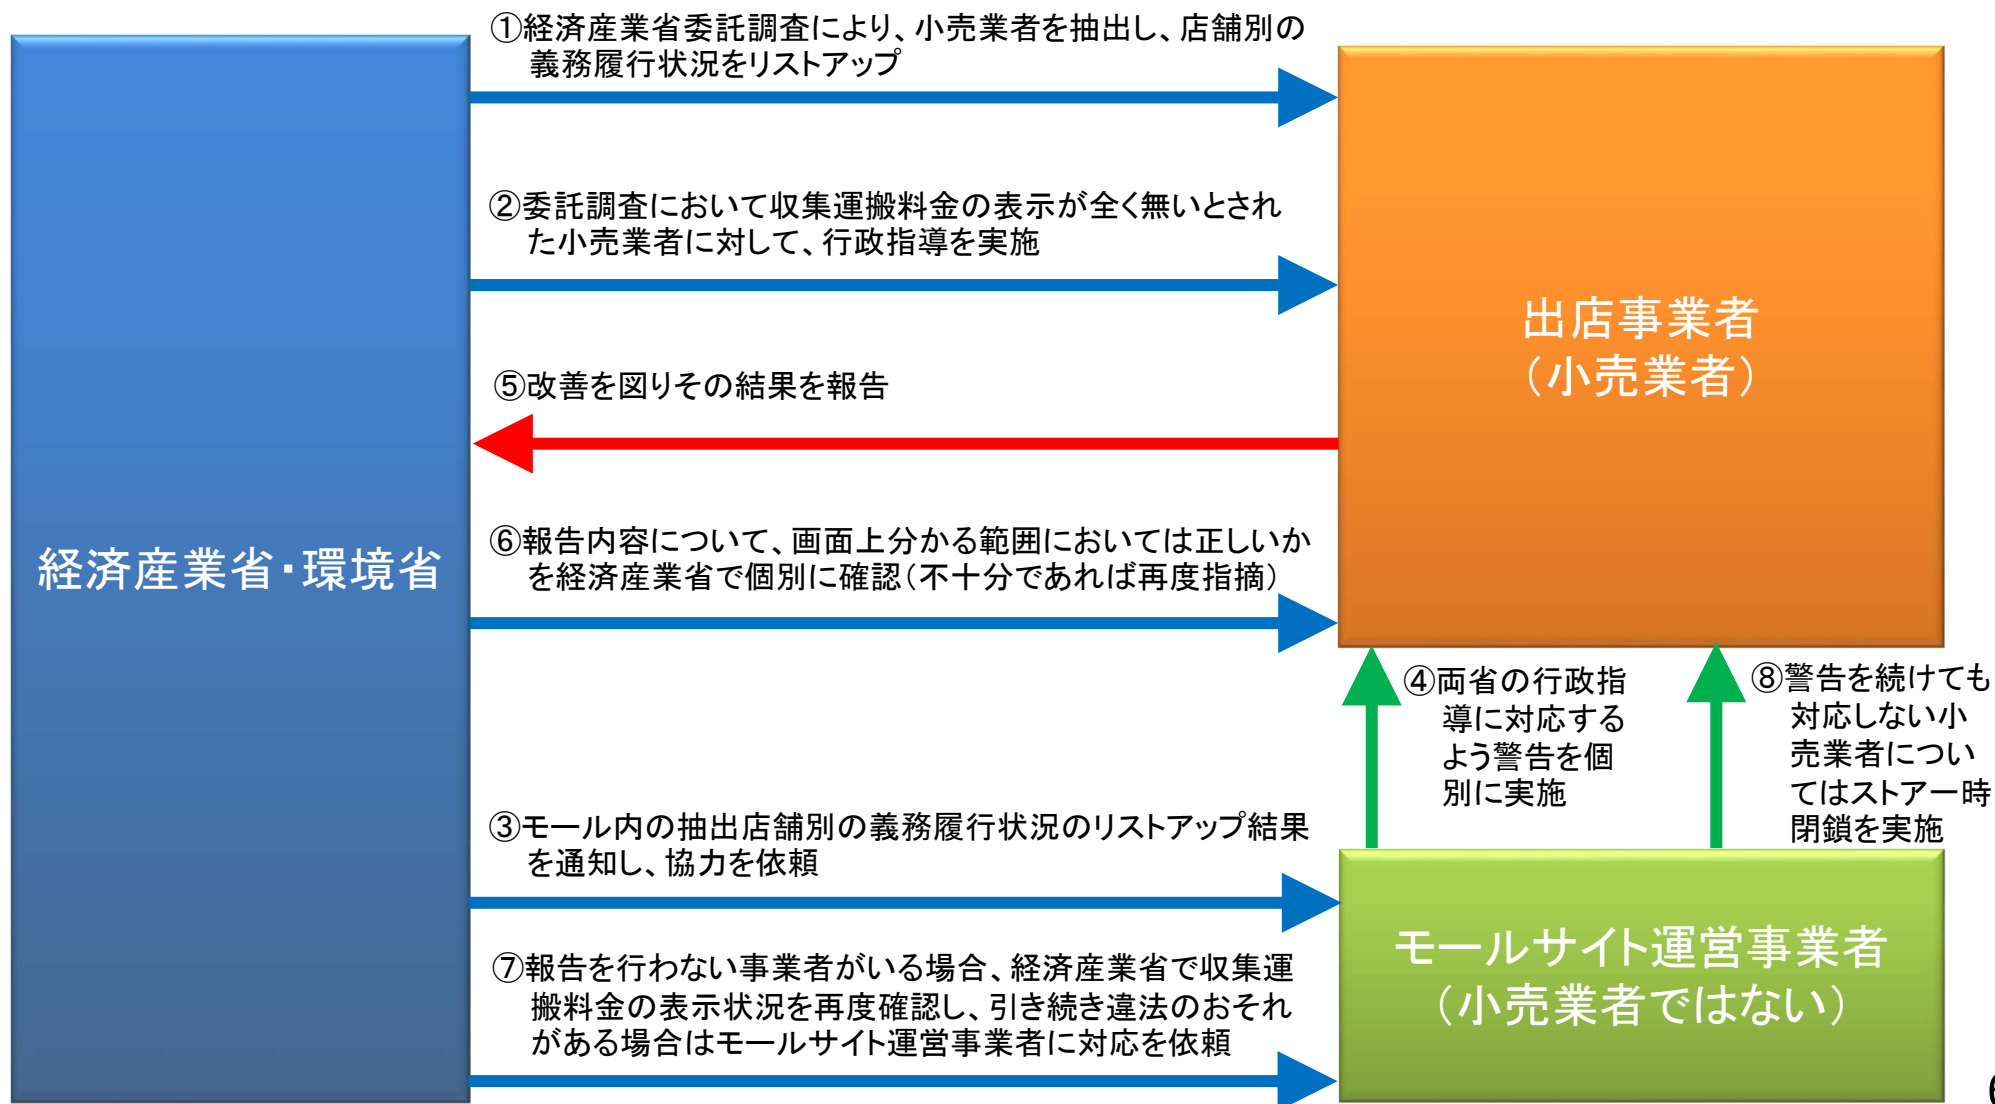 ①経済産業省委託調査により、小売業者を抽出し、店舗別の
義務履行状況をリストアップ
②委託調査において収集運搬料金の表示が全く無いとされ
た小売業者に対して、行政指導を実施
⑤改善を図りその結果を報告
⑥報告内容について、画面上分かる範囲においては正しいか
を経済産業省で個別に確認(不十分であれば再度指摘)
経済産業省・環境省
出店事業者
(小売業者)
④両省の行政指
導に対応する
よう警告を個
別に実施
⑧警告を続けても
対応しない小
売業者につい
てはストアー時
閉鎖を実施
③モール内の抽出店舗別の義務履行状況のリストアップ結果
を通知し、協力を依頼
⑦報告を行わない事業者がいる場合、経済産業省で収集運
搬料金の表示状況を再度確認し、引き続き違法のおそれ
がある場合はモールサイト運営事業者に対応を依頼
モールサイト運営事業者
(小売業者ではない)